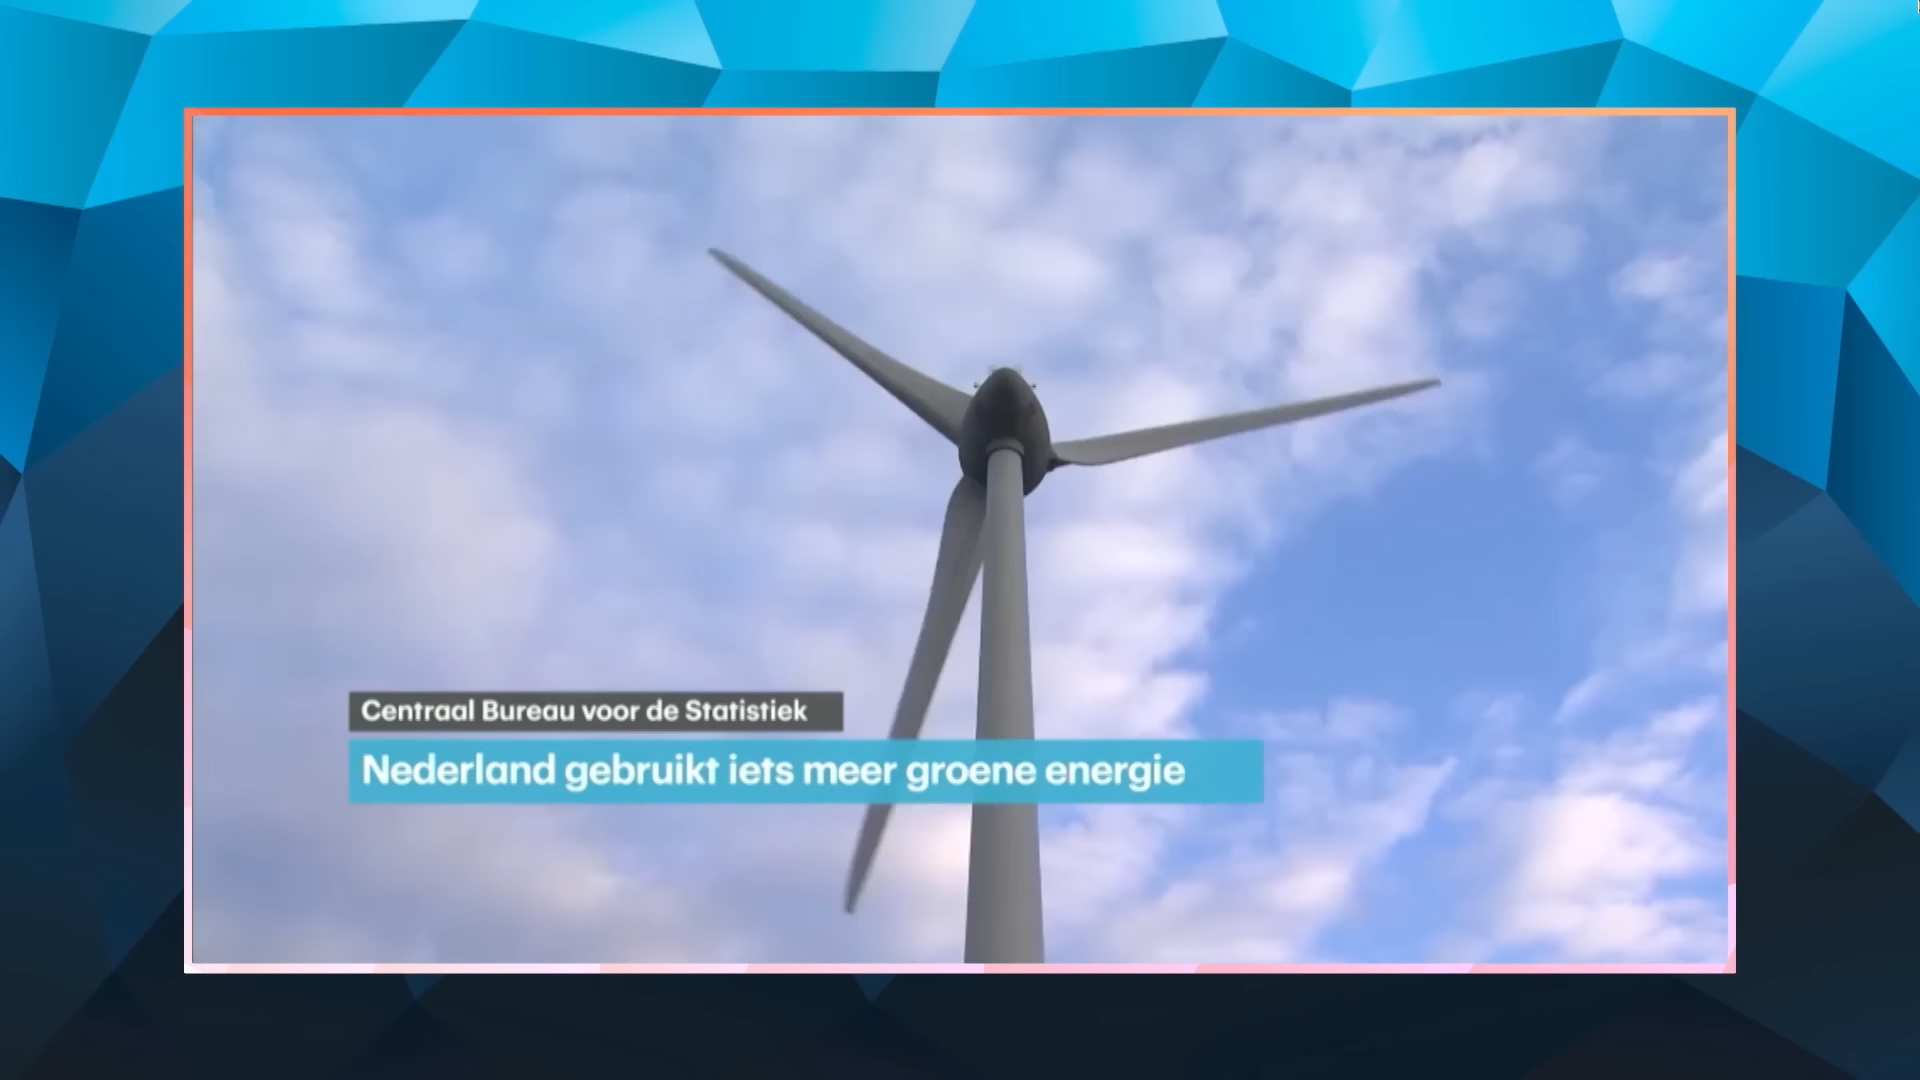 Centraal Bureau voor de Statistiek
Nederland gebruikt iets meer groene energie